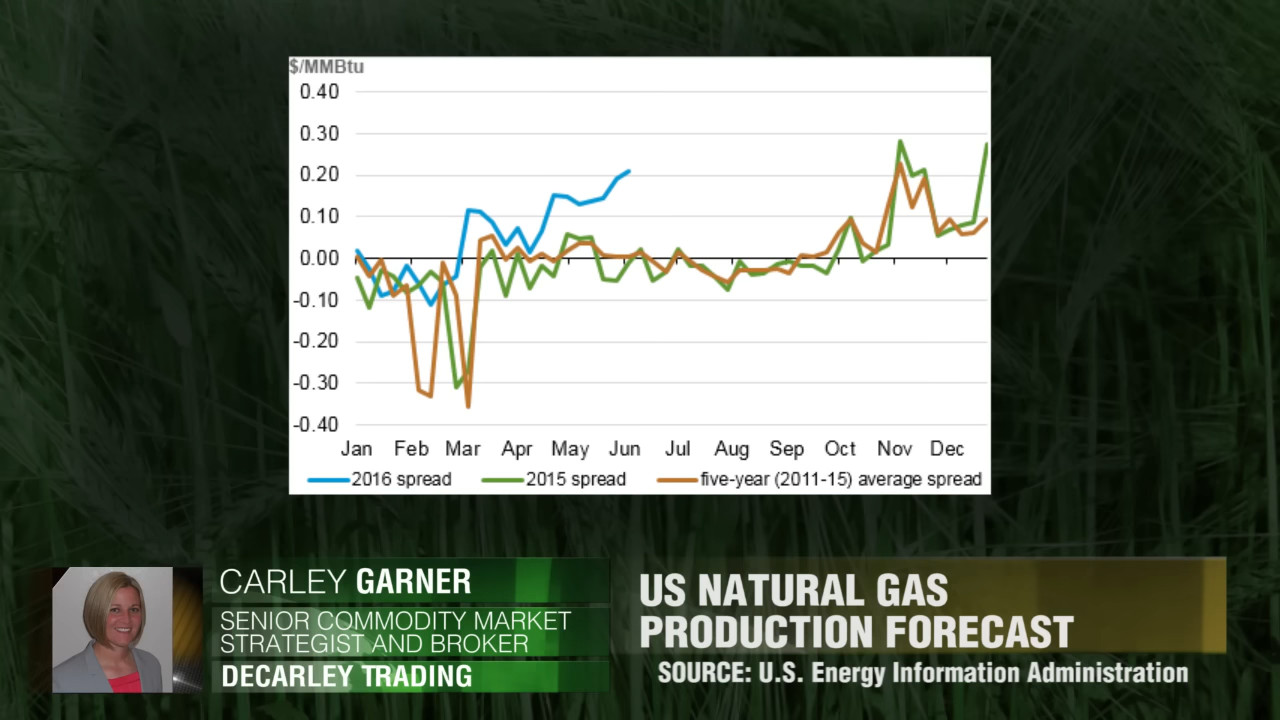 $/MMBtu
0.40
0.30
0.20
0.10
0.00
-0.10
-0.20
-0.30
-0.40
Jan Feb Mar Apr May Jun Jul Aug Sep Oct Nov Dec
2016 spread 2015 spread five-year (2011-15) average spread
CARLEY GARNER
SENIOR COMMODITY MARKET
STRATEGIST AND BROKER
DECARLEY TRADING
US NATURAL GAS
PRODUCTION FORECAST
SOURCE: U.S. Energy Information Administration